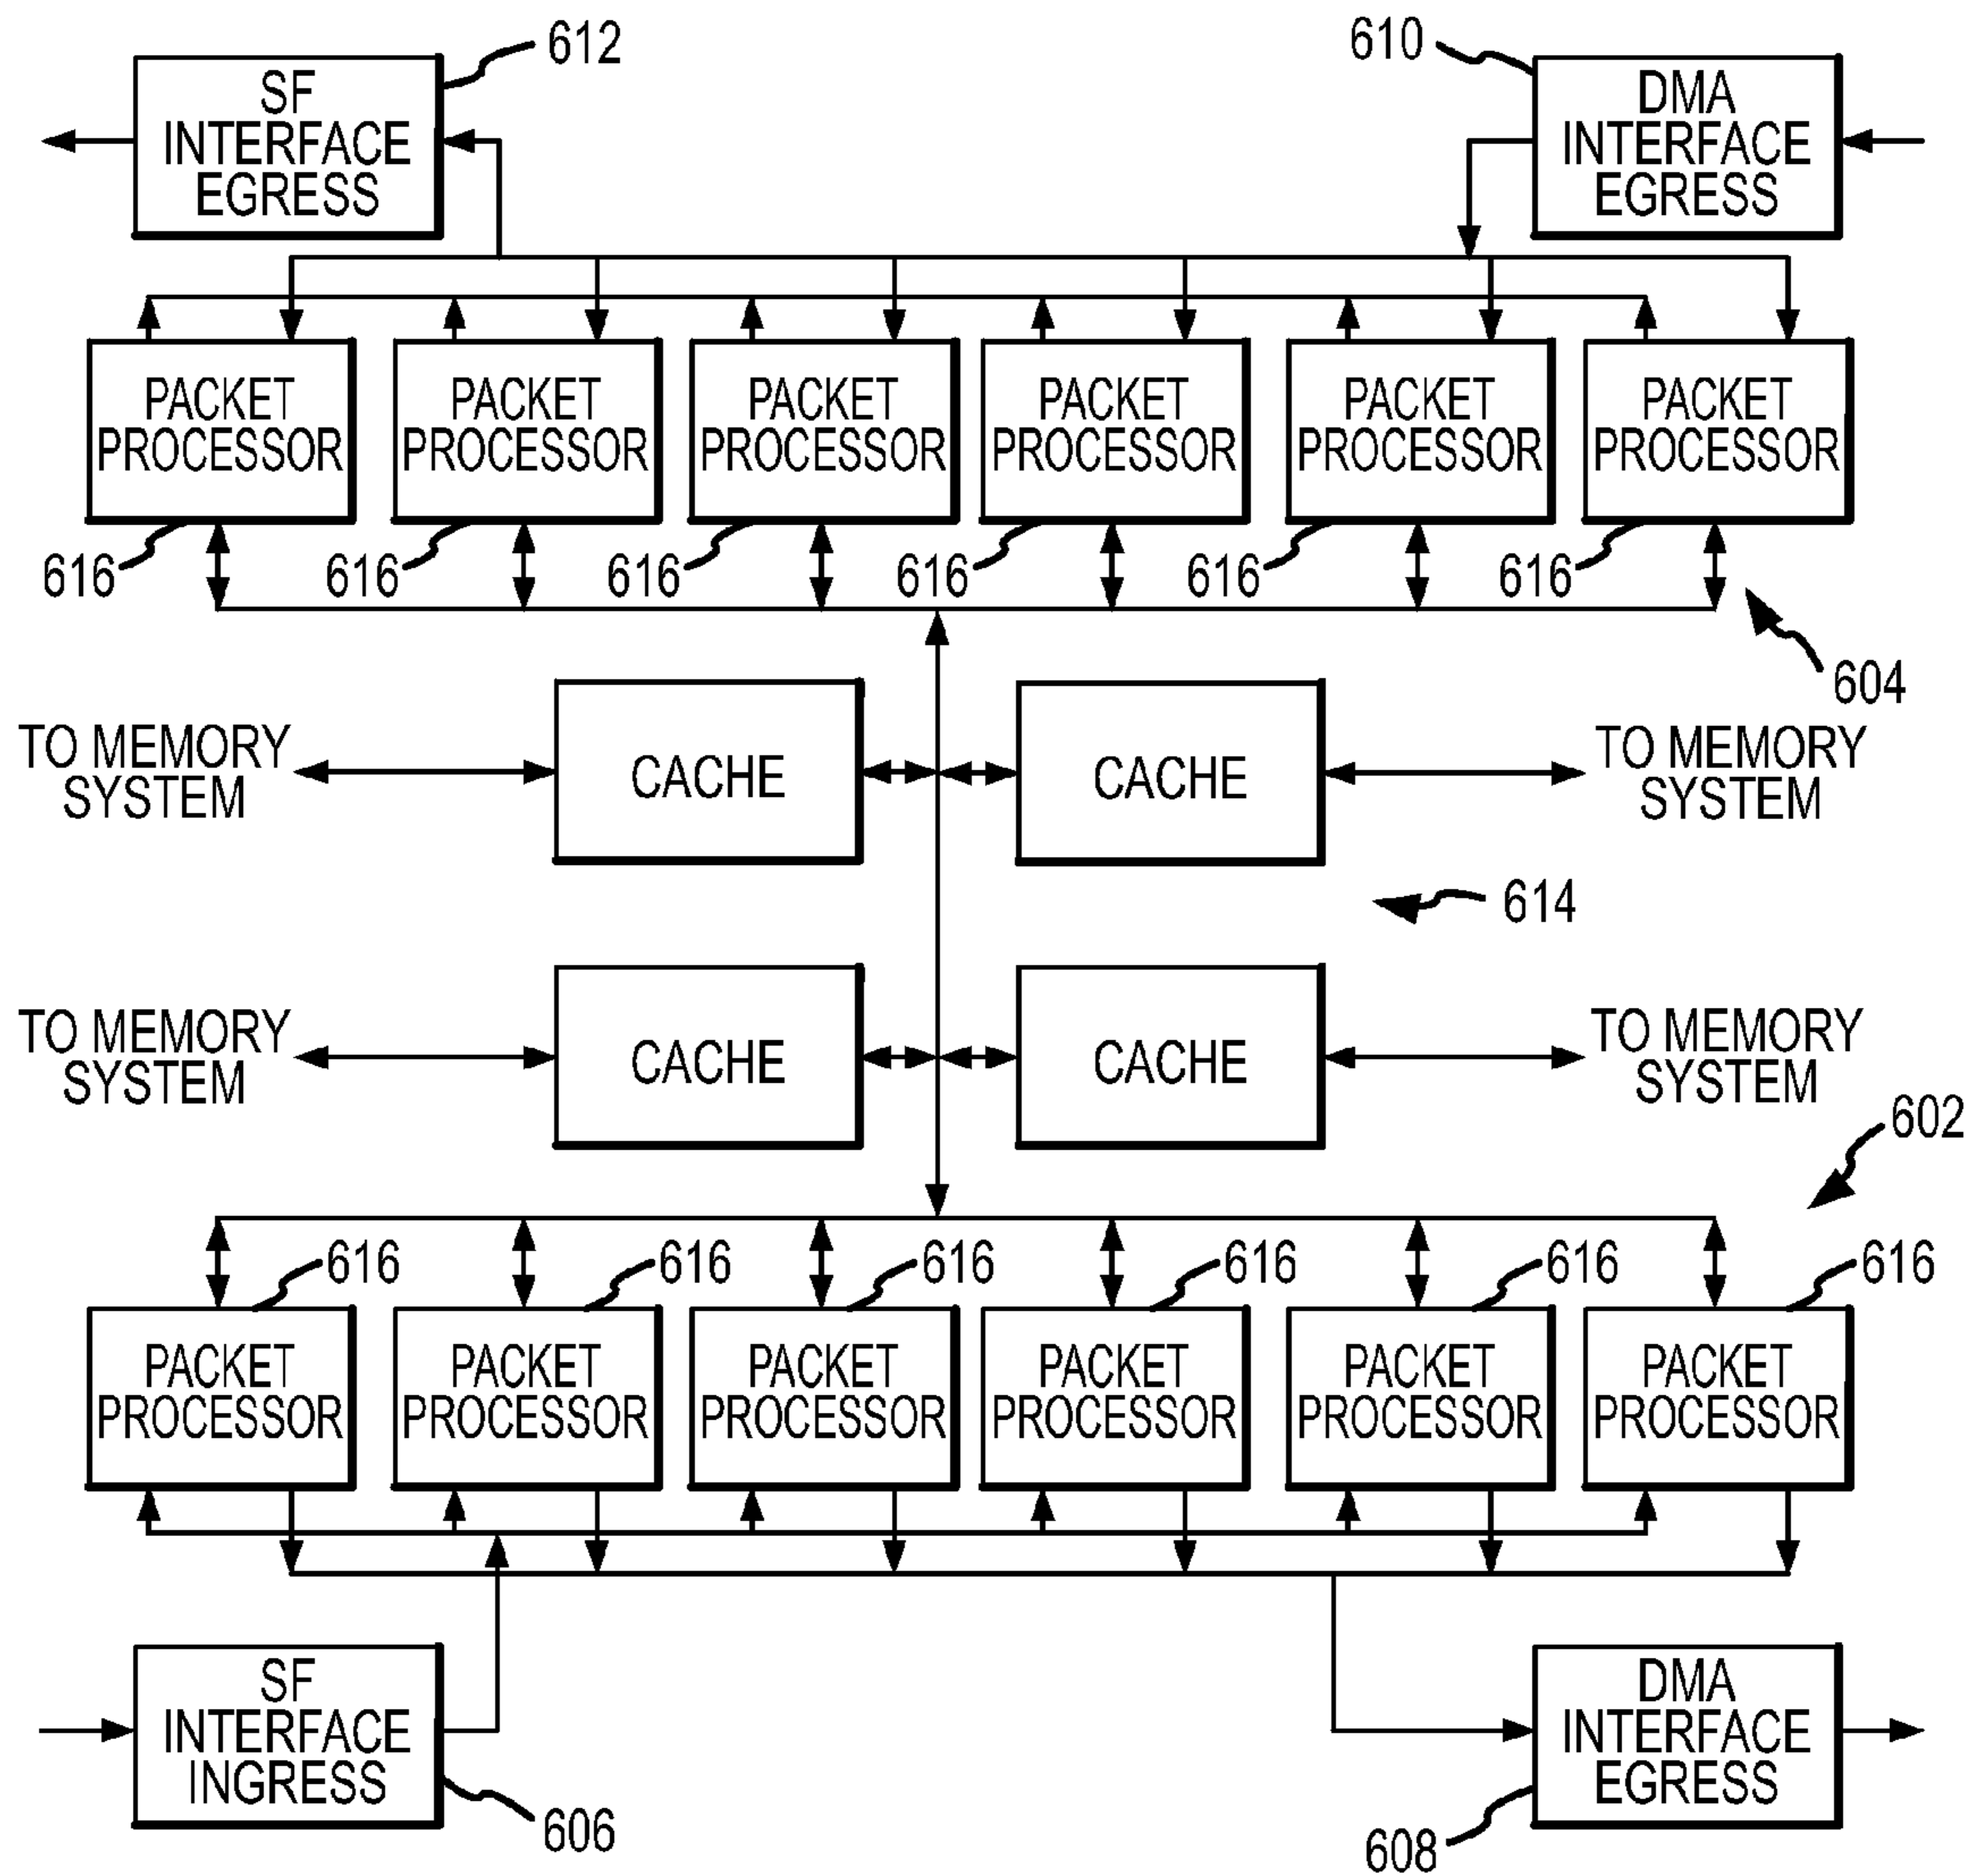 612
SF
INTERFACE
EGRESS
610
DMA
INTERFACE
EGRESS
PACKET
PROCESSOR
PACKET
PROCESSOR
PACKET
PROCESSOR
PACKET
PROCESSOR
PACKET
PROCESSOR
PACKET
PROCESSOR
616
616
616
616
616
616
604
TO MEMORY
SYSTEM
CACHE
CACHE
TO MEMORY
SYSTEM
614
TO MEMORY
SYSTEM
CACHE
CACHE
TO MEMORY
SYSTEM
602
616
616
616
616
616
616
PACKET
PROCESSOR
PACKET
PROCESSOR
PACKET
PROCESSOR
PACKET
PROCESSOR
PACKET
PROCESSOR
PACKET
PROCESSOR
SF
INTERFACE
INGRESS
606
DMA
INTERFACE
EGRESS
608